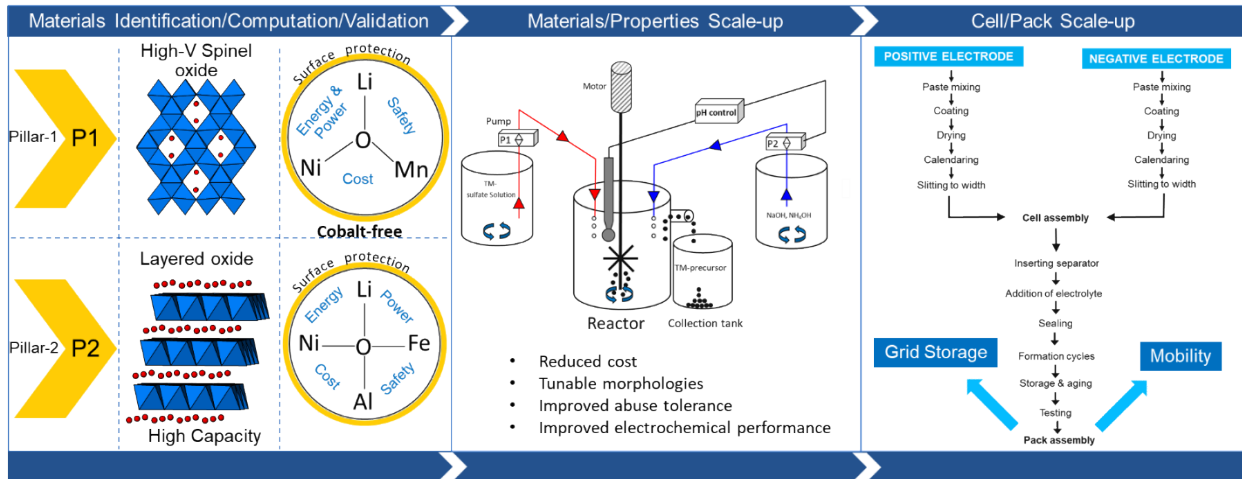 Materials Identification/Computation/Validation
Materials/Properties Scale-up
Cell/Pack Scale-up
Pillar-1
P1
High-V Spinel
oxide
Surface protection
Energy &
Power
Safety
Cost
Li
O
Ni
Mn
Cobalt-free
Pillar-2
P2
Layered oxide
High Capacity
Surface protection
Energy
Power
Cost
Safety
Li
Ni
O
Fe
Al
Motor
pH control
Pump
P1
P2
TM-
sulfate Solution
NaOH, NH₄OH
TM-precursor
Reactor
Collection tank
• Reduced cost
• Tunable morphologies
• Improved abuse tolerance
• Improved electrochemical performance
POSITIVE ELECTRODE
Paste mixing
Coating
Drying
Calendaring
Slitting to width
NEGATIVE ELECTRODE
Paste mixing
Coating
Drying
Calendaring
Slitting to width
Cell assembly
Inserting separator
Addition of electrolyte
Sealing
Formation cycles
Storage & aging
Testing
Pack assembly
Grid Storage
Mobility